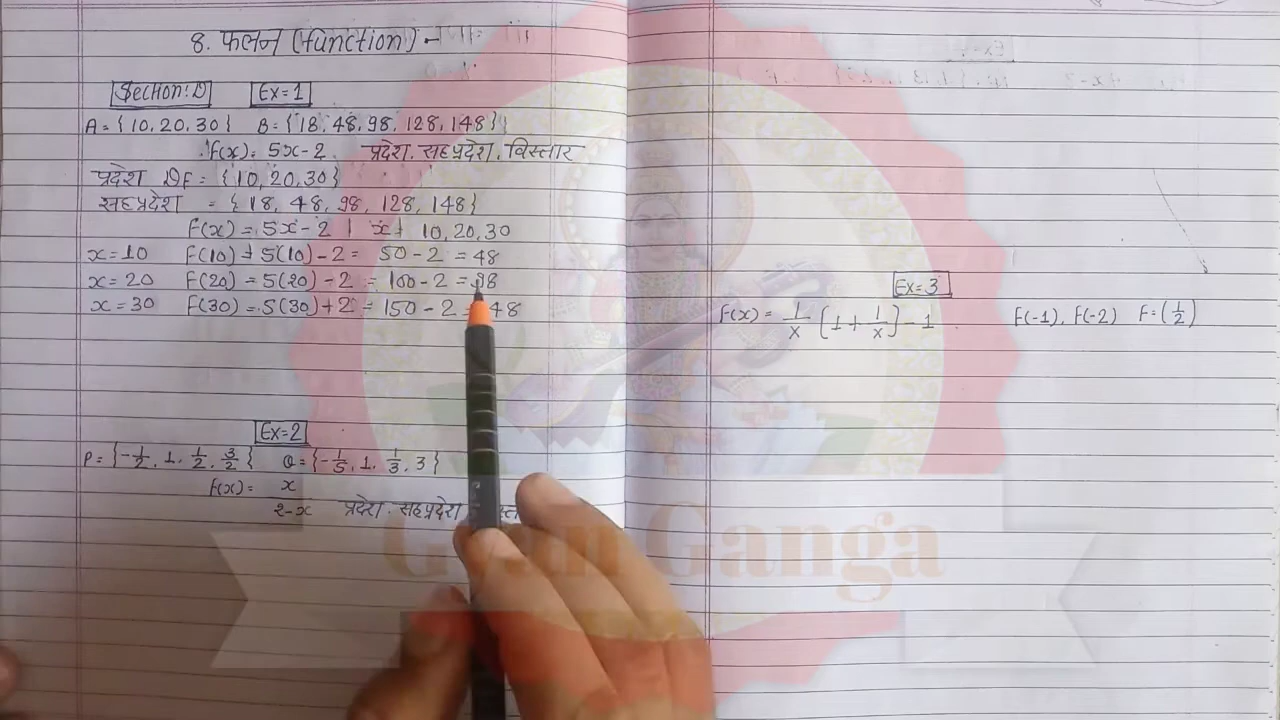 8. फलन (function) -
Section:D Ex=1
A = {10, 20, 30} B = {18, 48, 98, 128, 148}
f(x) = 5x-2 प्रदेश. सहप्रदेश. विस्तार
प्रदेश DF = {10, 20, 30}
सहप्रदेश = {18, 48, 98, 128, 148}
F(x) = 5x-2 | x+ 10, 20, 30
x=10 F(10) = 5(10)-2 = 50-2 = 48
x=20 F(20) = 5(20)-2 = 100-2 = 98
x=30 F(30) = 5(30)+2 = 150-2 = 48
Ex=2
P = {-1/2, 1, 1/2, 3/2} Q = {-1/5, 1, 1/3, 3}
F(x) = x/2-x प्रदेश. सहप्रदेश
Ex=3
F(x) = 1/x [1+1/x]-1 F(-1), F(-2) F=(1/2)
Gyan Ganga